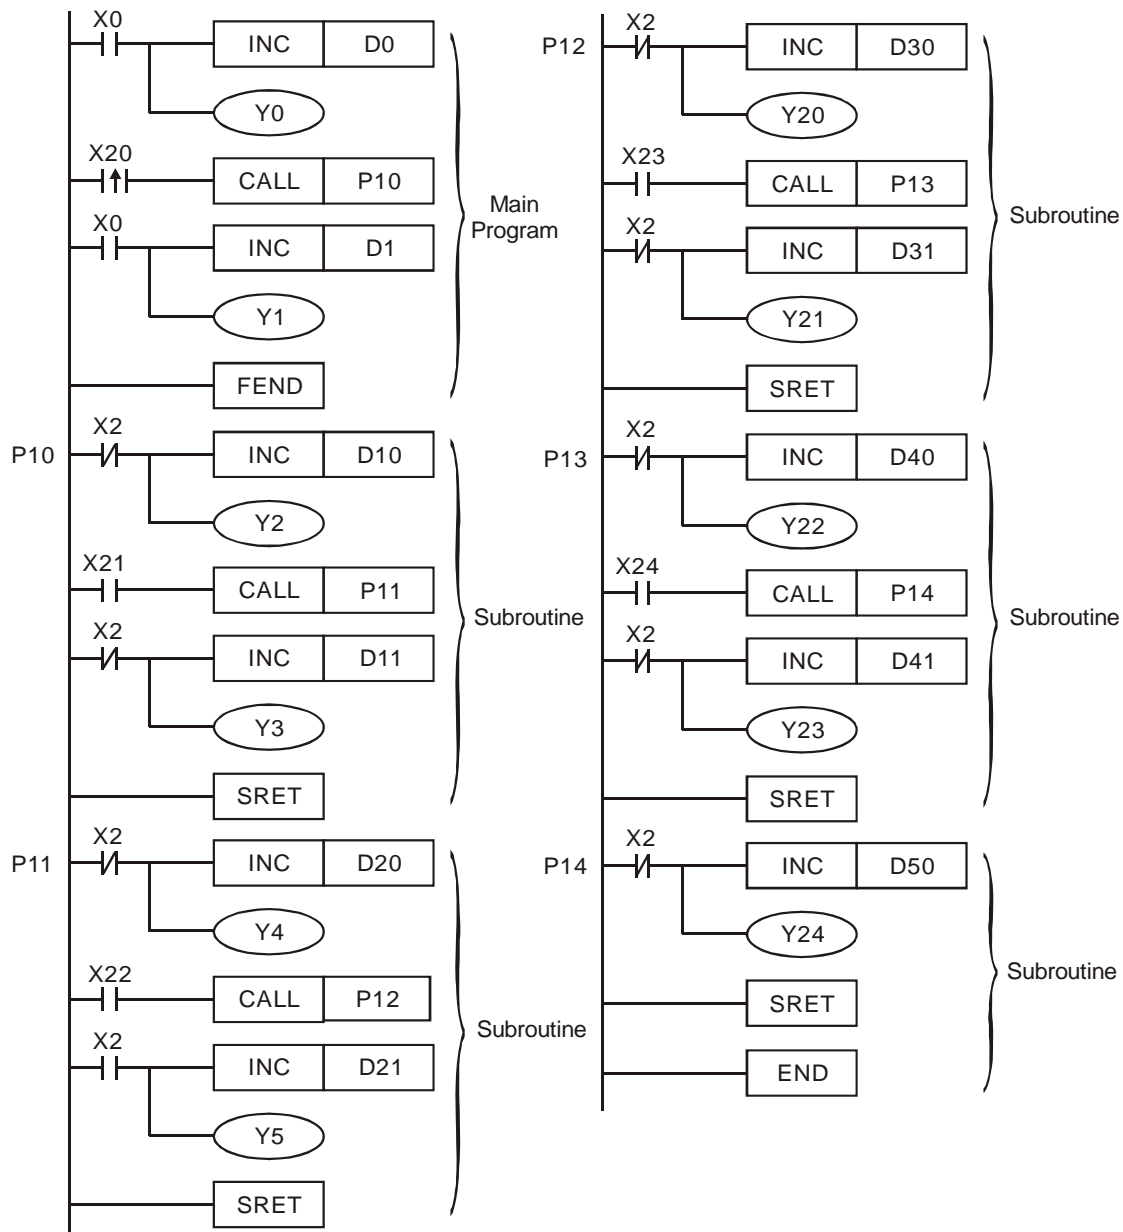 X0
INC D0
Y0
X20
CALL P10
X0
INC D1
Y1
FEND
Main
Program
P10
X2
INC D10
Y2
X21
CALL P11
X2
INC D11
Y3
SRET
Subroutine
P11
X2
INC D20
Y4
X22
CALL P12
X2
INC D21
Y5
SRET
Subroutine
P12
X2
INC D30
Y20
X23
CALL P13
X2
INC D31
Y21
SRET
Subroutine
P13
X2
INC D40
Y22
X24
CALL P14
X2
INC D41
Y23
SRET
Subroutine
P14
X2
INC D50
Y24
SRET
END
Subroutine